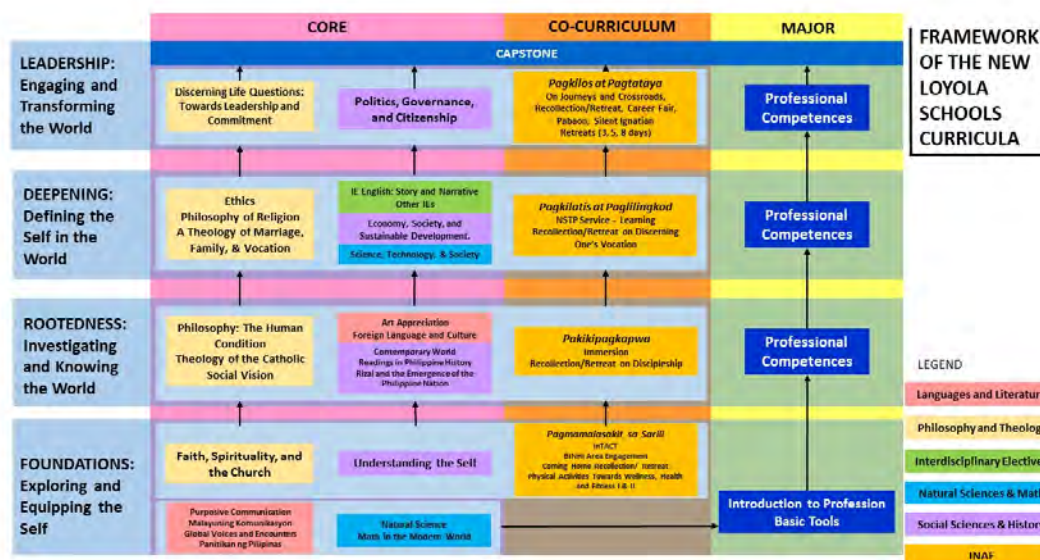 CORE
CO-CURRICULUM
MAJOR
FRAMEWORK
OF THE NEW
LOYOLA
SCHOOLS
CURRICULA
CAPSTONE
LEADERSHIP:
Engaging and
Transforming
the World
Discerning Life Questions:
Towards Leadership and
Commitment
Politics, Governance,
and Citizenship
Pagkilos at Pagtataya
On Journeys and Crossroads,
Recollection/Retreat, Career Fair,
Pabaon, Silent Ignatian
Retreats (3, 5, 8 days)
Professional
Competences
DEEPENING:
Defining the
Self in the
World
Ethics
Philosophy of Religion
A Theology of Marriage,
Family, & Vocation
IE English: Story and Narrative
Other IEs
Economy, Society, and
Sustainable Development.
Science, Technology, & Society
Pagkilatis at Paglilingkod
NSTP Service - Learning
Recollection/Retreat on Discerning
One's Vocation
Professional
Competences
ROOTEDNESS:
Investigating
and Knowing
the World
Philosophy: The Human
Condition
Theology of the Catholic
Social Vision
Art Appreciation
Foreign Language and Culture
Contemporary World
Readings in Philippine History
Rizal and the Emergence of the
Philippine Nation
Pakikipagkapwa
Immersion
Recollection/Retreat on Discipleship
Professional
Competences
FOUNDATIONS:
Exploring and
Equipping the
Self
Faith, Spirituality, and
the Church
Understanding the Self
Pagmamalasakit sa Sarili
InTACT
Area Engagement
Coming Home Recollection/ Retreat
Physical Activities Towards Wellness, Health
and Fitness I & II
Purposive Communication
Malayuning Komunikasyon
Global Voices and Encounters
Panitikan ng Pilipinas
Natural Science
Math in the Modern World
Introduction to Profession
Basic Tools
LEGEND
Languages and Literatur
Philosophy and Theolog
Interdisciplinary Elective
Natural Sciences & Math
Social Sciences & History
INAF